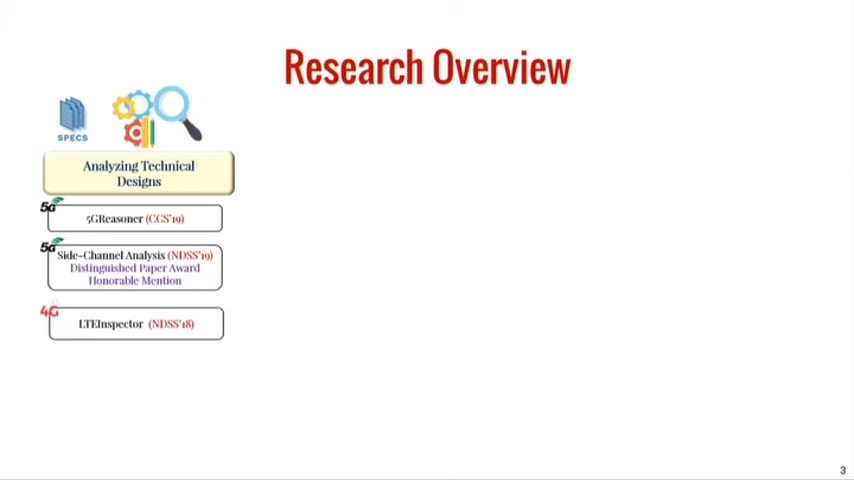 Research Overview
SPECS
Analyzing Technical
Designs
5G
5GReasoner (CCS'19)
5G
Side-Channel Analysis (NDSS'19)
Distinguished Paper Award
Honorable Mention
4G
LTEInspector (NDSS'18)
3